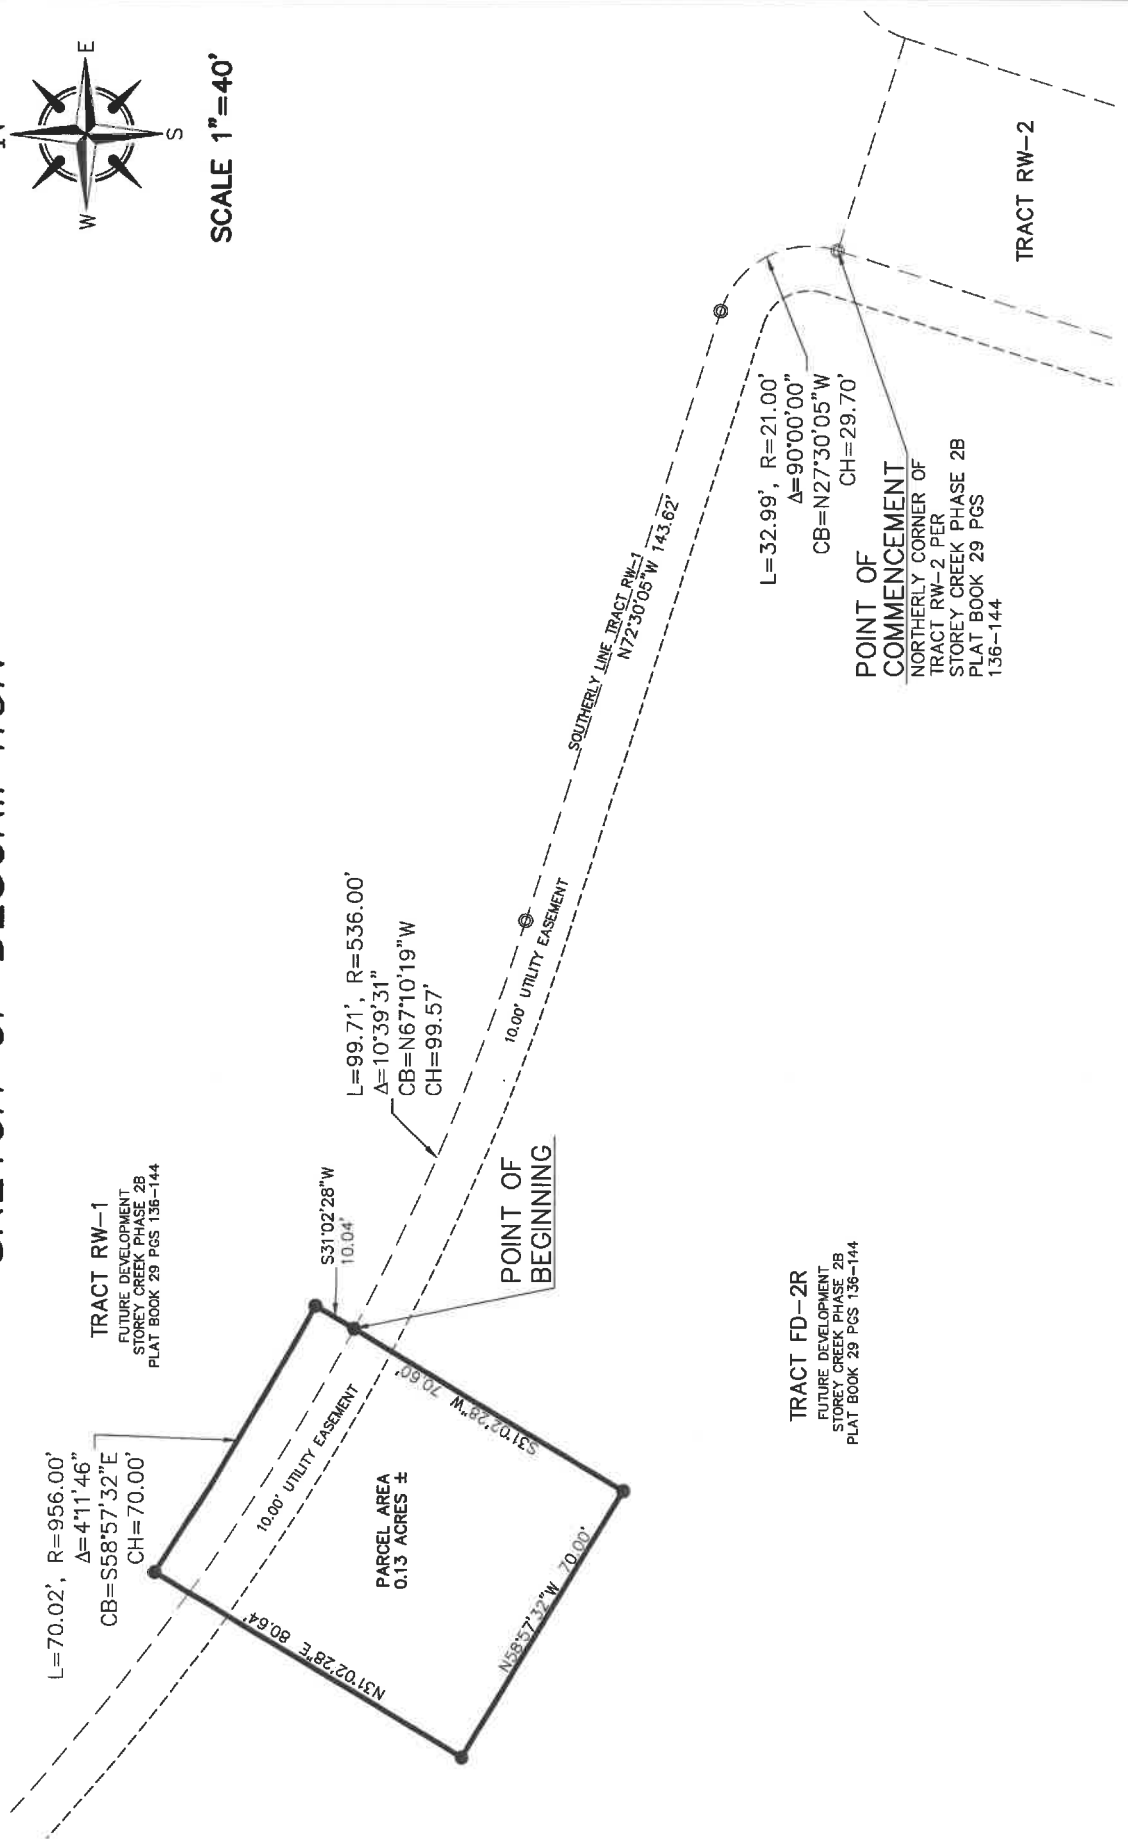 N
E
S
W
SCALE 1"=40'
TRACT RW-1
FUTURE DEVELOPMENT
STOREY CREEK PHASE 2B
PLAT BOOK 29 PGS 136-144
L=70.02', R=956.00'
Δ=4°11'46"
CB=S58°57'32"E
CH=70.00'
S31°02'28"W
10.04'
L=99.71', R=536.00'
Δ=10°39'31"
CB=N67°10'19"W
CH=99.57'
10.00' UTILITY EASEMENT
N31°02'28"E 80.64'
PARCEL AREA
0.13 ACRES ±
S31°02'28"W 70.60'
N58°57'32"W 70.00'
POINT OF
BEGINNING
10.00' UTILITY EASEMENT
SOUTHERLY LINE TRACT RW-1
N72°30'05"W 143.62'
L=32.99', R=21.00'
Δ=90°00'00"
CB=N27°30'05"W
CH=29.70'
POINT OF
COMMENCEMENT
NORTHERLY CORNER OF
TRACT RW-2 PER
STOREY CREEK PHASE 2B
PLAT BOOK 29 PGS
136-144
TRACT RW-2
TRACT FD-2R
FUTURE DEVELOPMENT
STOREY CREEK PHASE 2B
PLAT BOOK 29 PGS 136-144